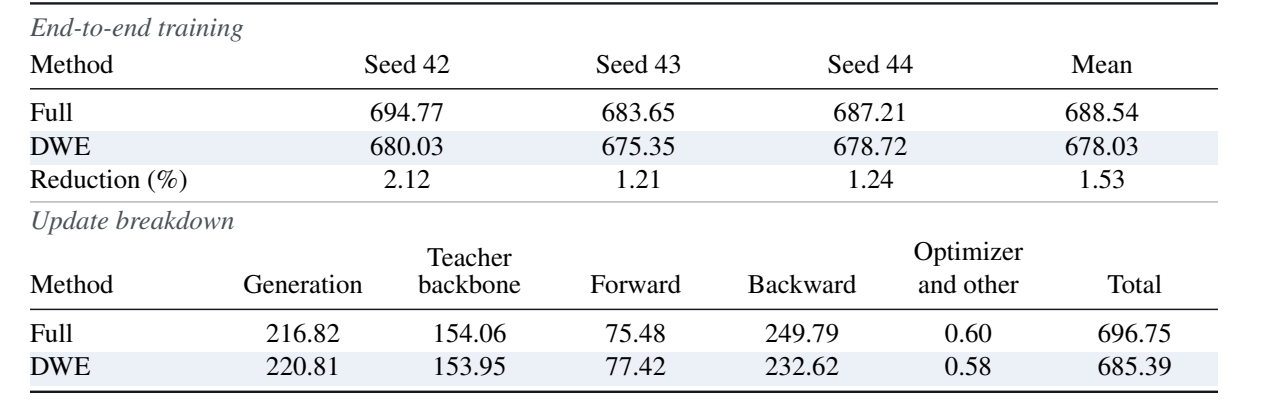 End-to-end training
Method Seed 42 Seed 43 Seed 44 Mean
Full 694.77 683.65 687.21 688.54
DWE 680.03 675.35 678.72 678.03
Reduction (%) 2.12 1.21 1.24 1.53
Update breakdown
Method Generation Teacher backbone Forward Backward Optimizer and other Total
Full 216.82 154.06 75.48 249.79 0.60 696.75
DWE 220.81 153.95 77.42 232.62 0.58 685.39